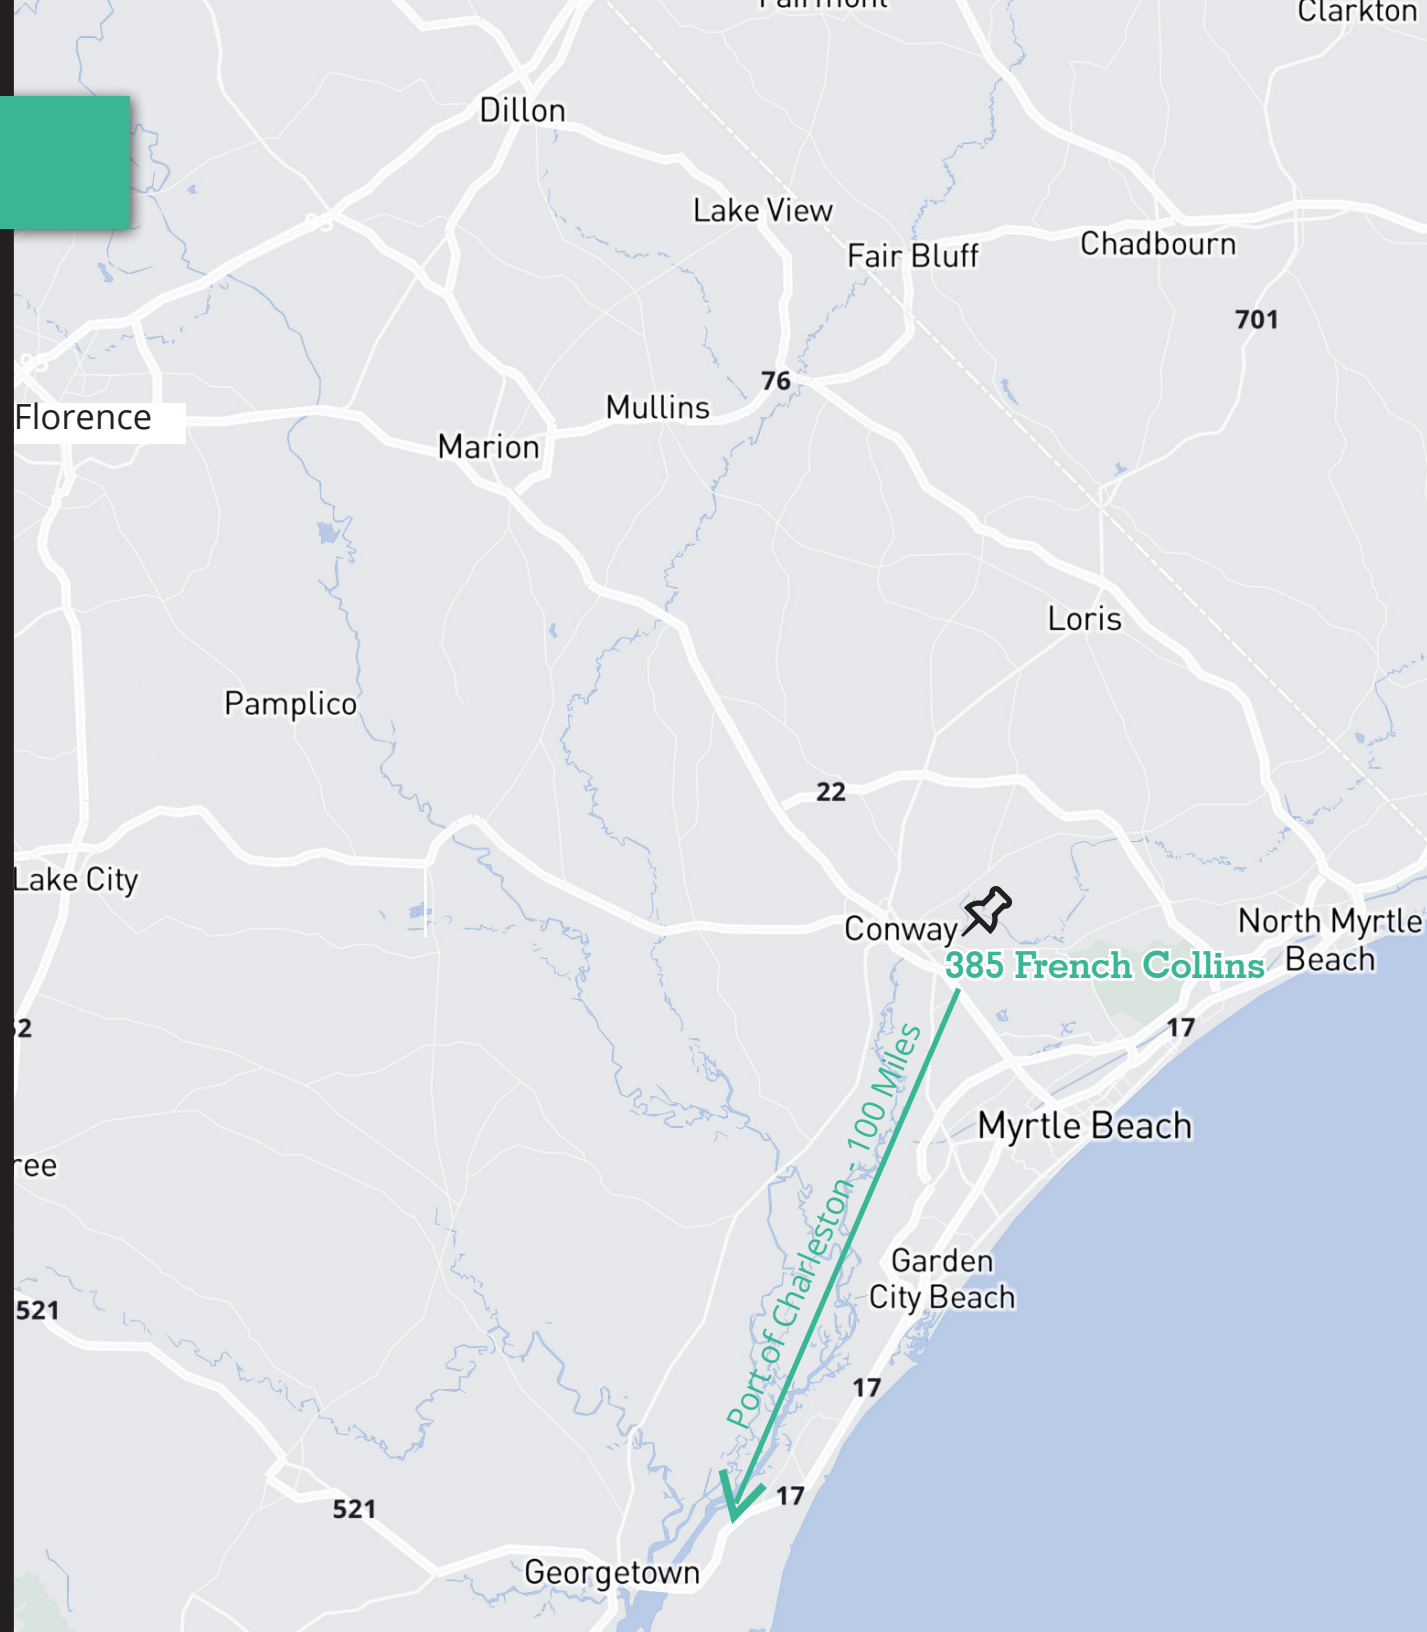 Clarkton
Dillon
95
Lake View
Fair Bluff
Chadbourn
701
95
76
Florence
Mullins
Marion
Loris
Pamplico
22
Lake City
Conway
North Myrtle
Beach
385 French Collins
17
Port of Charleston - 100 Miles
Myrtle Beach
Garden
City Beach
521
17
17
521
Georgetown